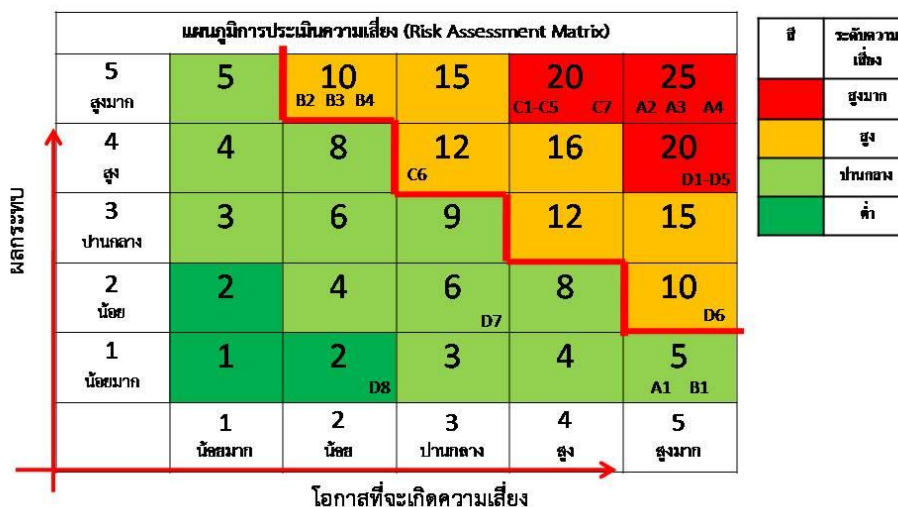 แผนภูมิการประเมินความเสี่ยง (Risk Assessment Matrix)
5
สูงมาก
5
10
B2 B3 B4
15
20
C1-C5 C7
25
A2 A3 A4
4
สูง
4
8
12
C6
16
20
D1-D5
3
ปานกลาง
3
6
9
12
15
2
น้อย
2
4
6
D7
8
10
D6
1
น้อยมาก
1
2
D8
3
4
5
A1 B1
1
น้อยมาก
2
น้อย
3
ปานกลาง
4
สูง
5
สูงมาก
ผลกระทบ
โอกาสที่จะเกิดความเสี่ยง
สี
ระดับความ
เสี่ยง
สูงมาก
สูง
ปานกลาง
ต่ำ